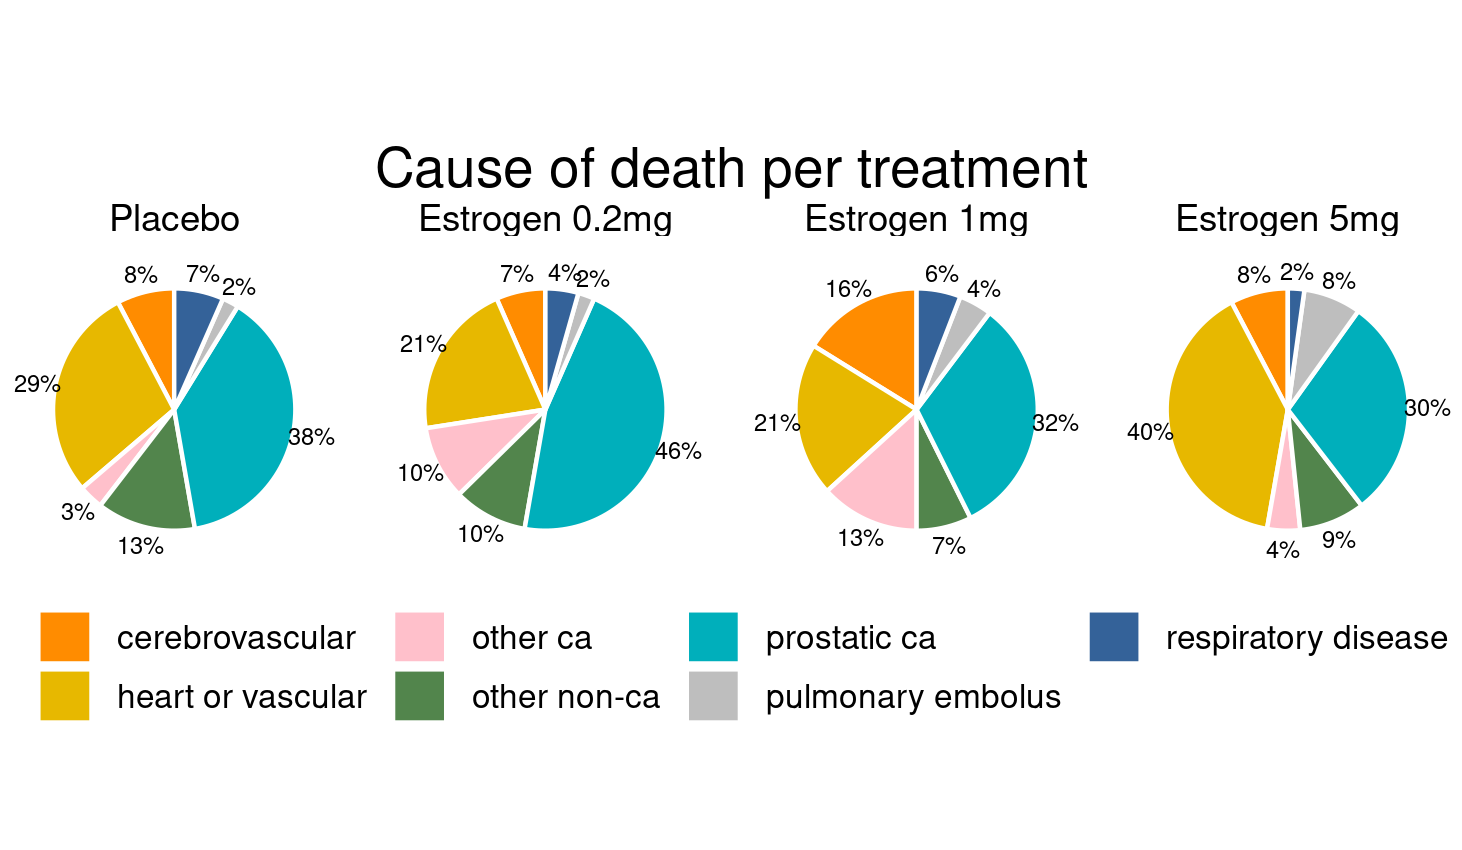 Cause of death per treatment
Placebo
Estrogen 0.2mg
Estrogen 1mg
Estrogen 5mg
8%
7%
2%
29%
38%
3%
13%
7%
4%
2%
21%
46%
10%
10%
16%
6%
4%
21%
32%
13%
7%
8%
2%
8%
40%
30%
4%
9%
cerebrovascular
other ca
prostatic ca
respiratory disease
heart or vascular
other non-ca
pulmonary embolus